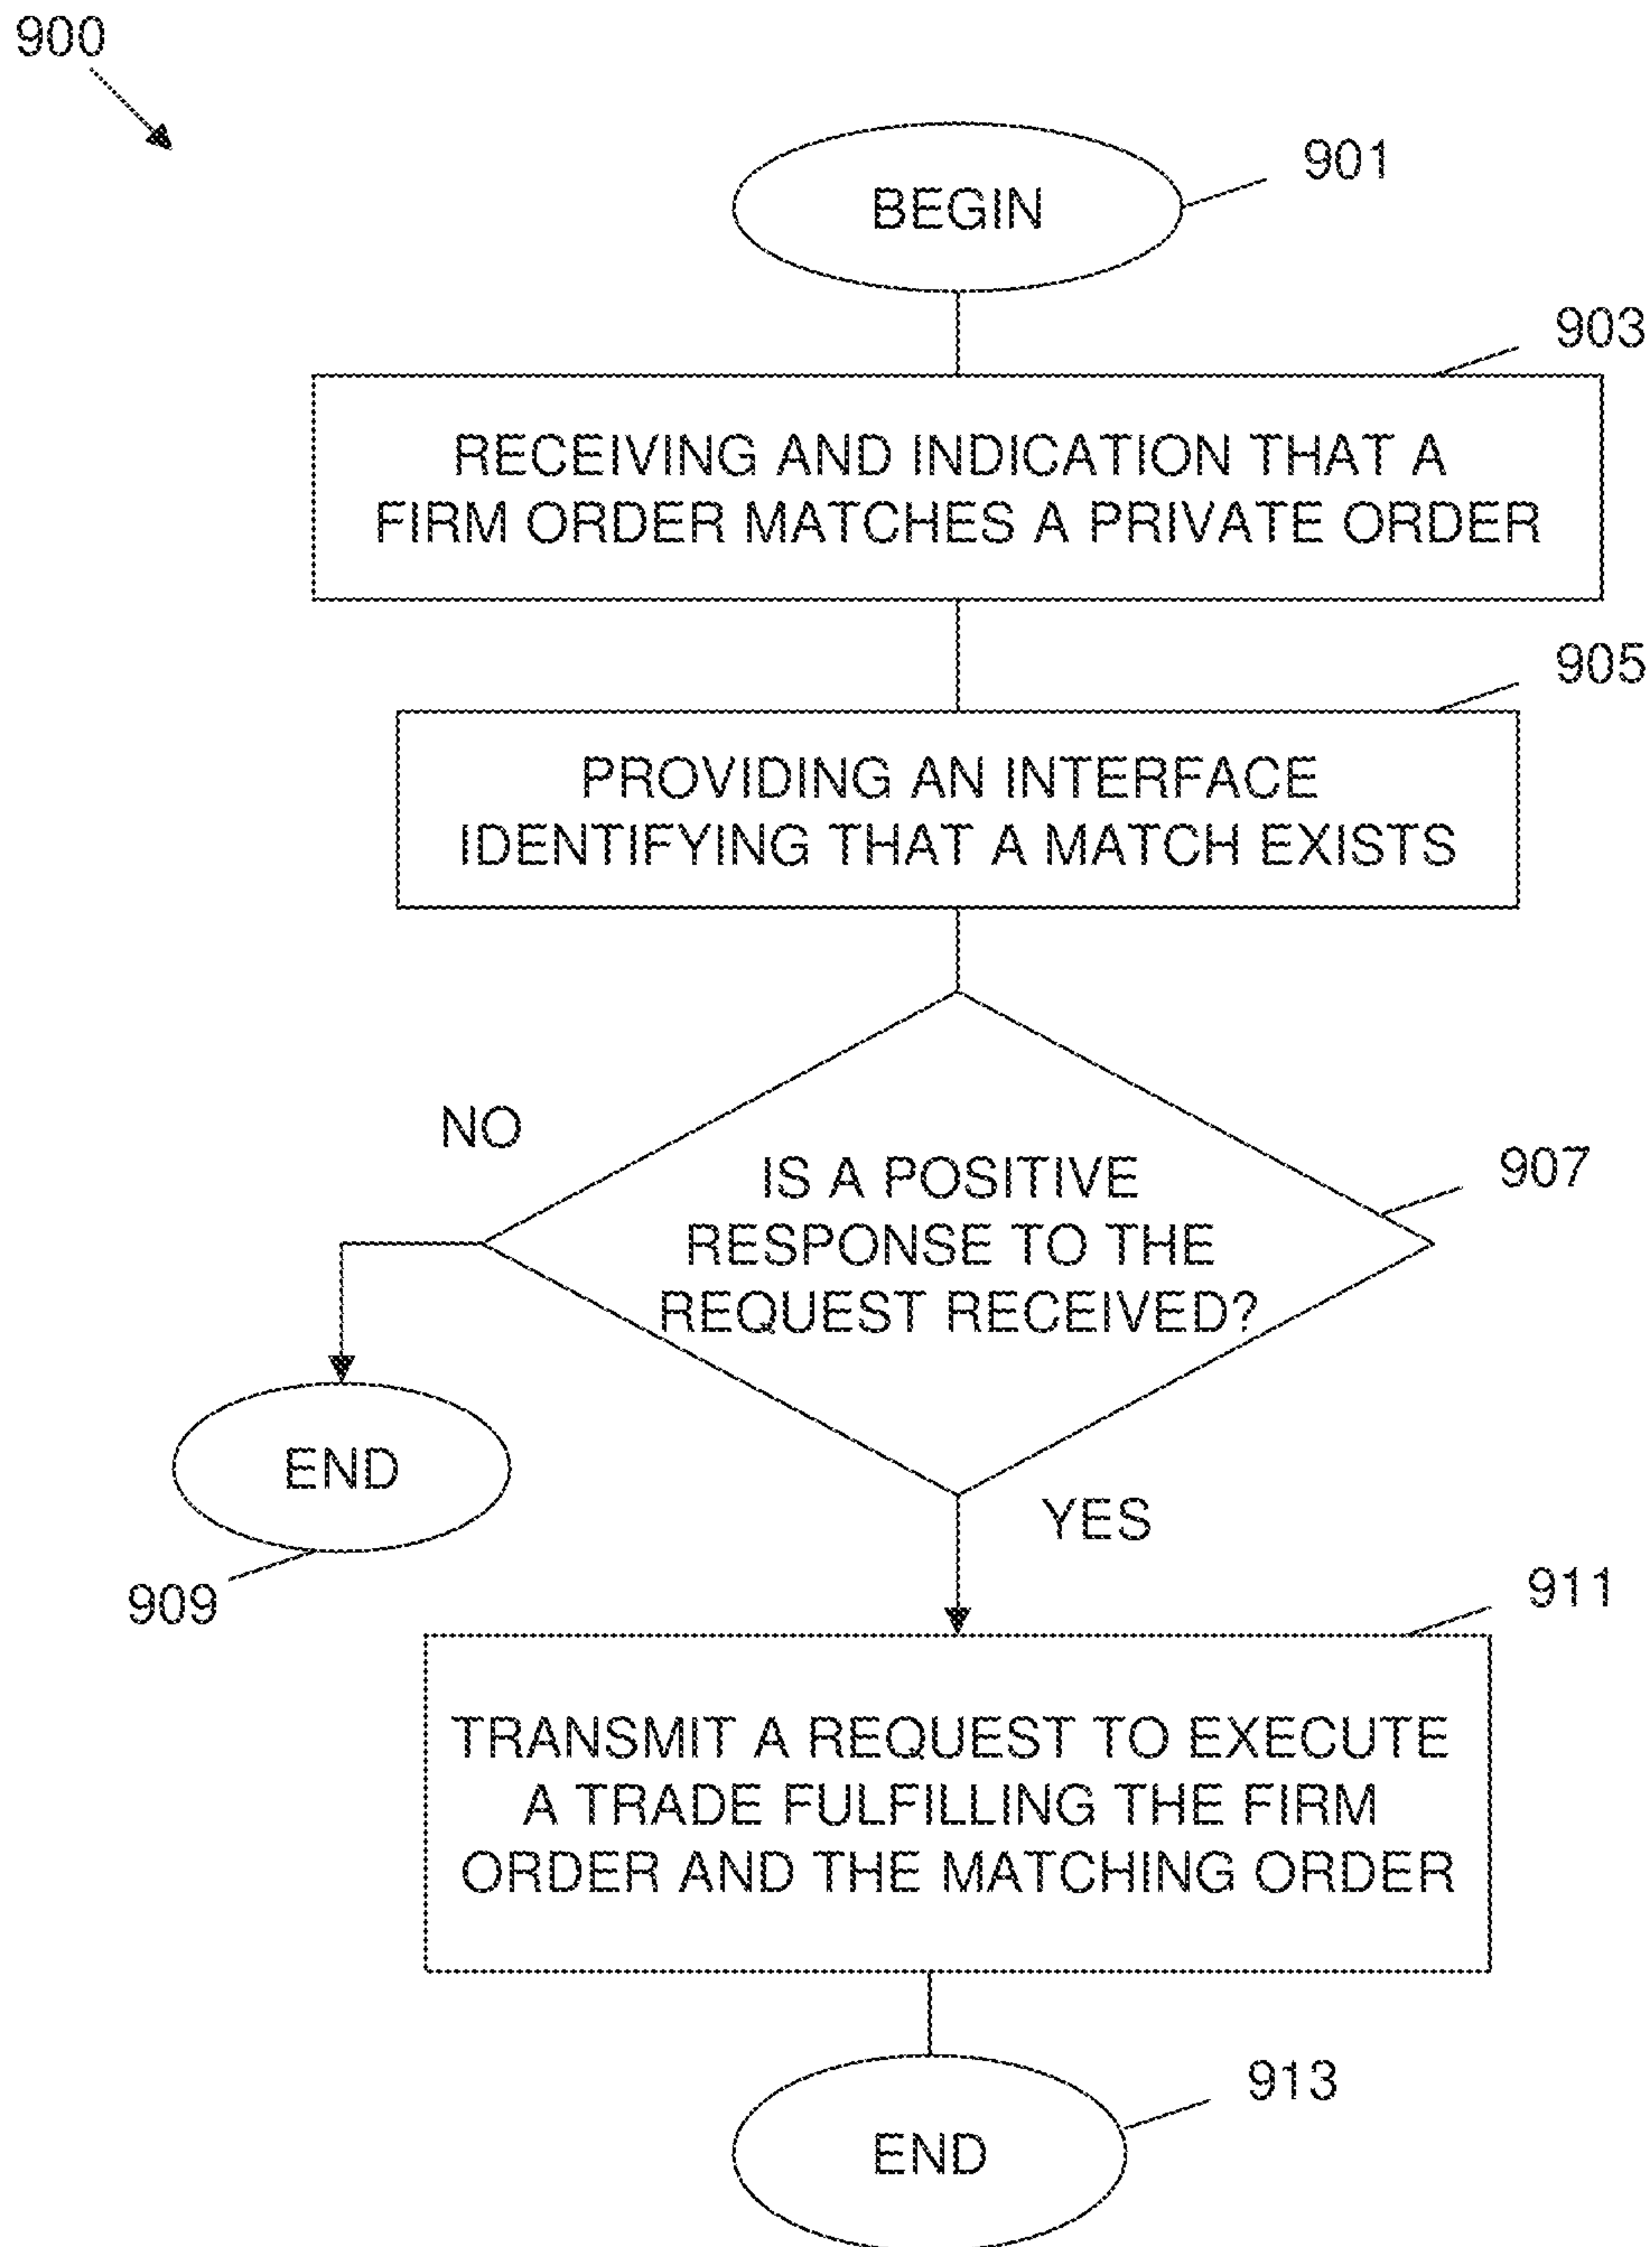 900
901
BEGIN
903
RECEIVING AND INDICATION THAT A
FIRM ORDER MATCHES A PRIVATE ORDER
905
PROVIDING AN INTERFACE
IDENTIFYING THAT A MATCH EXISTS
NO
907
IS A POSITIVE
RESPONSE TO THE
REQUEST RECEIVED?
END
909
YES
911
TRANSMIT A REQUEST TO EXECUTE
A TRADE FULFILLING THE FIRM
ORDER AND THE MATCHING ORDER
913
END